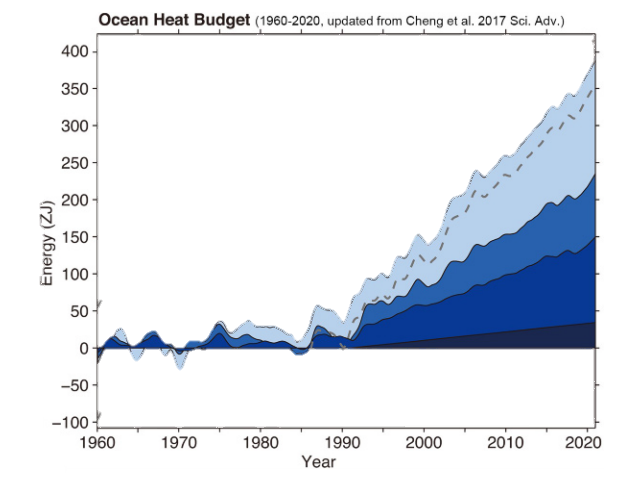 Ocean Heat Budget (1960-2020, updated from Cheng et al. 2017 Sci. Adv.)
400
350
300
250
200
150
100
50
0
−50
−100
Energy (ZJ)
1960 1970 1980 1990 2000 2010 2020
Year